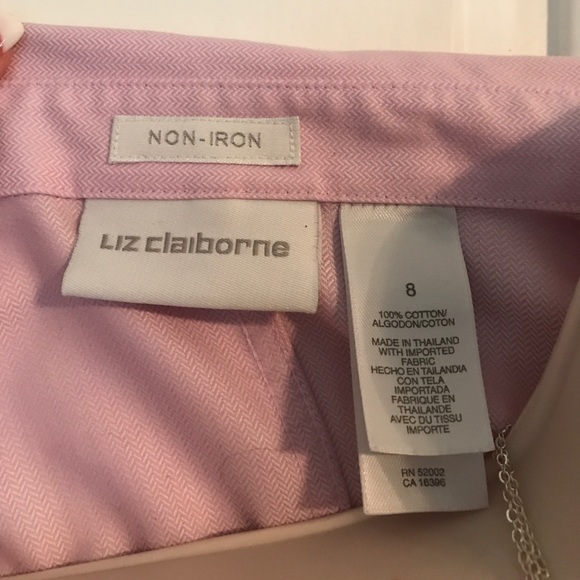 NON-IRON
LIZ claiborne
8
100% COTTON/
ALGODON/COTON
MADE IN THAILAND
WITH IMPORTED
FABRIC
HECHO EN TAILANDIA
CON TELA
IMPORTADA
FABRIQUE EN
THAILANDE
AVEC DU TISSU
IMPORTE
RN 52002
CA 16396